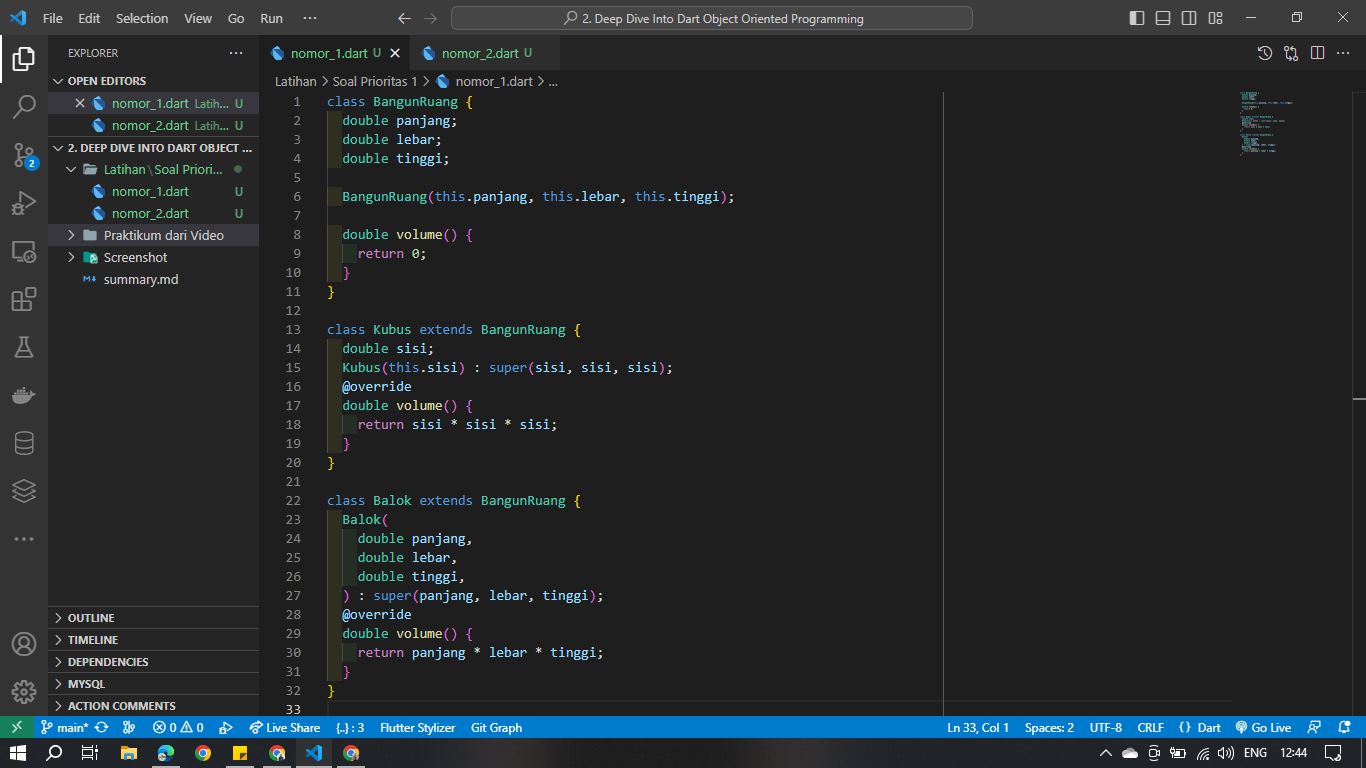 File Edit Selection View Go Run ··· 2. Deep Dive Into Dart Object Oriented Programming
EXPLORER ···
OPEN EDITORS
nomor_1.dart Latih... U
nomor_2.dart Latih... U
2. DEEP DIVE INTO DART OBJECT ...
Latihan\Soal Priori...
nomor_1.dart U
nomor_2.dart U
Praktikum dari Video
Screenshot
summary.md
2
OUTLINE
TIMELINE
DEPENDENCIES
MYSQL
ACTION COMMENTS
nomor_1.dart U nomor_2.dart U
Latihan > Soal Prioritas 1 > nomor_1.dart > ...
1 class BangunRuang {
2 double panjang;
3 double lebar;
4 double tinggi;
5
6 BangunRuang(this.panjang, this.lebar, this.tinggi);
7
8 double volume() {
9 return 0;
10 }
11 }
12
13 class Kubus extends BangunRuang {
14 double sisi;
15 Kubus(this.sisi) : super(sisi, sisi, sisi);
16 @override
17 double volume() {
18 return sisi * sisi * sisi;
19 }
20 }
21
22 class Balok extends BangunRuang {
23 Balok(
24 double panjang,
25 double lebar,
26 double tinggi,
27 ) : super(panjang, lebar, tinggi);
28 @override
29 double volume() {
30 return panjang * lebar * tinggi;
31 }
32 }
33
main* 0 0 Live Share {..} : 3 Flutter Stylizer Git Graph Ln 33, Col 1 Spaces: 2 UTF-8 CRLF {} Dart Go Live
ENG 12:44